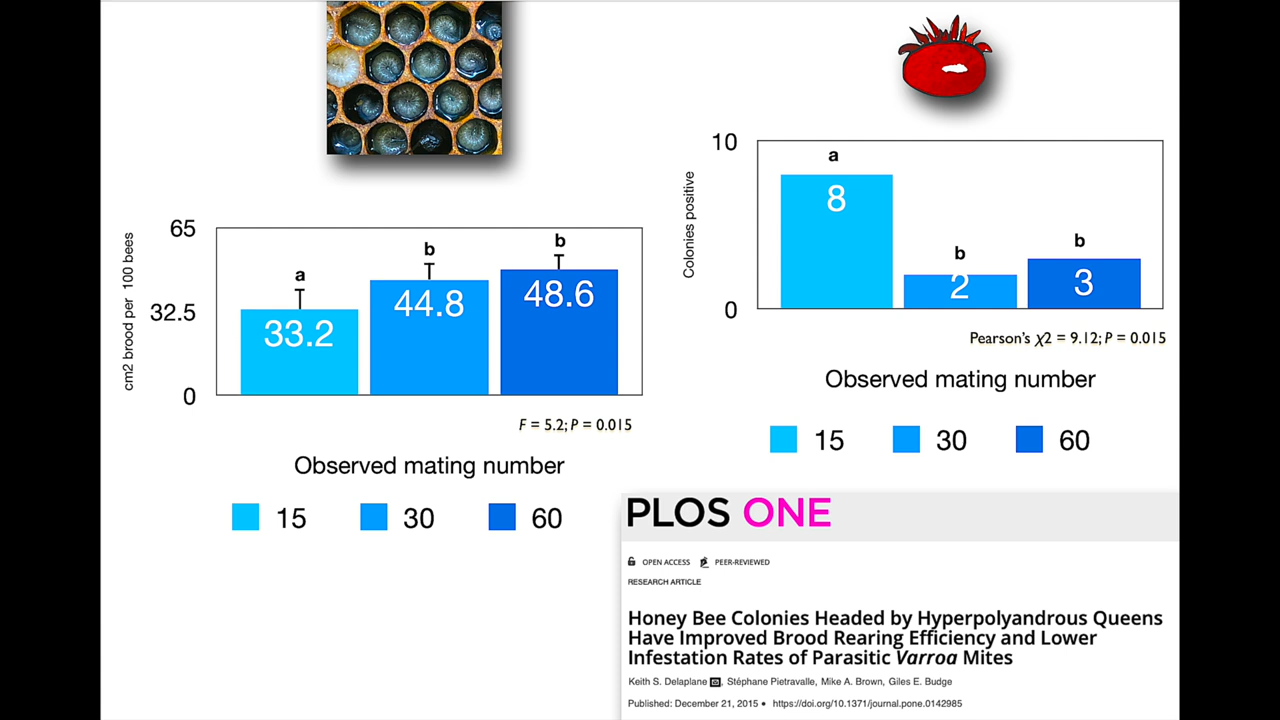 65
32.5
0
cm2 brood per 100 bees
a
b
b
33.2
44.8
48.6
F = 5.2; P = 0.015
Observed mating number
15
30
60
10
0
Colonies positive
a
b
b
8
2
3
Pearson's χ2 = 9.12; P = 0.015
Observed mating number
15
30
60
PLOS ONE
OPEN ACCESS PEER-REVIEWED
RESEARCH ARTICLE
Honey Bee Colonies Headed by Hyperpolyandrous Queens
Have Improved Brood Rearing Efficiency and Lower
Infestation Rates of Parasitic Varroa Mites
Keith S. Delaplane, Stéphane Pietravalle, Mike A. Brown, Giles E. Budge
Published: December 21, 2015 • https://doi.org/10.1371/journal.pone.0142985